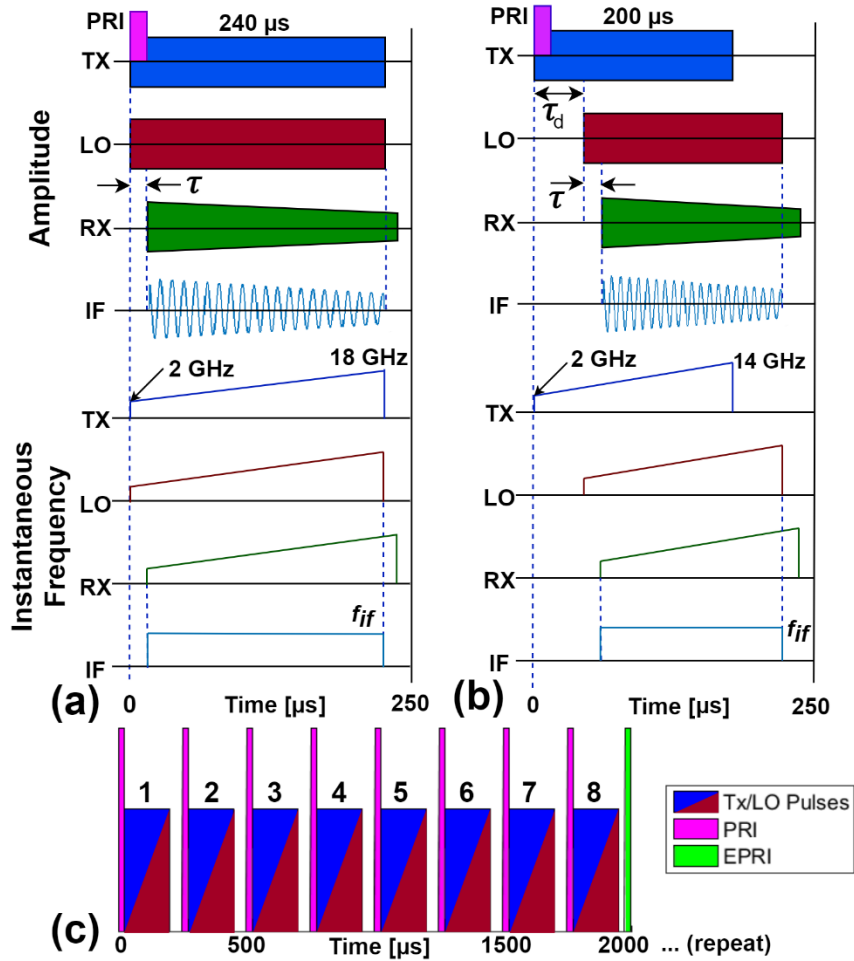 PRI
240 µs
TX
LO
τ
RX
IF
Amplitude
2 GHz
18 GHz
TX
LO
RX
f_if
IF
Instantaneous
Frequency
(a)
0
Time [µs]
250
PRI
200 µs
TX
τ_d
LO
τ
RX
IF
2 GHz
14 GHz
TX
LO
RX
f_if
IF
(b)
0
Time [µs]
250
1 2 3 4 5 6 7 8
(c)
0 500 Time [µs] 1500 2000 ... (repeat)
Tx/LO Pulses
PRI
EPRI